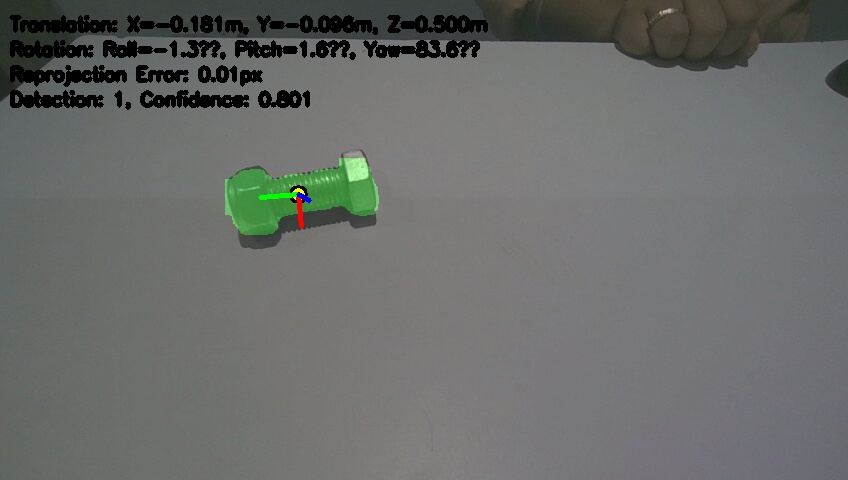 Translation: X=-0.181m, Y=-0.096m, Z=0.500m
Rotation: Roll=-1.3??, Pitch=1.6??, Yaw=83.6??
Reprojection Error: 0.01px
Detection: 1, Confidence: 0.801